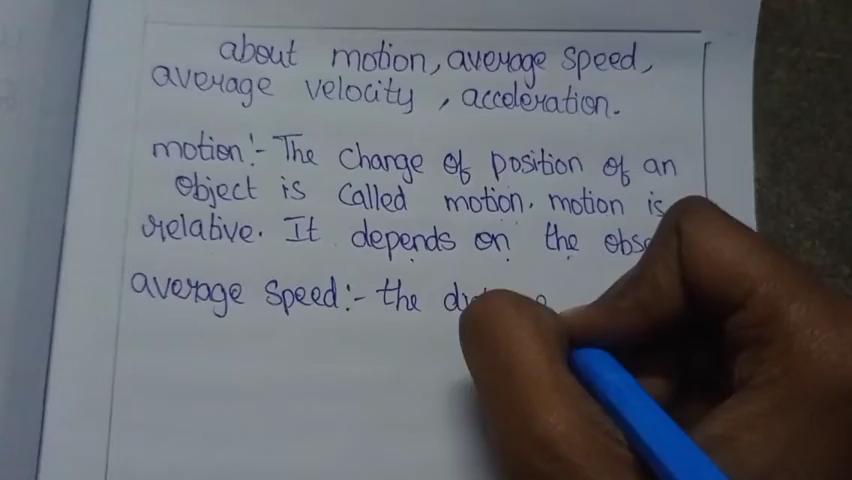 about motion, average speed,
average velocity, acceleration.
motion:- The change of position of an
object is called motion. motion is
relative. It depends on the
average speed:- the